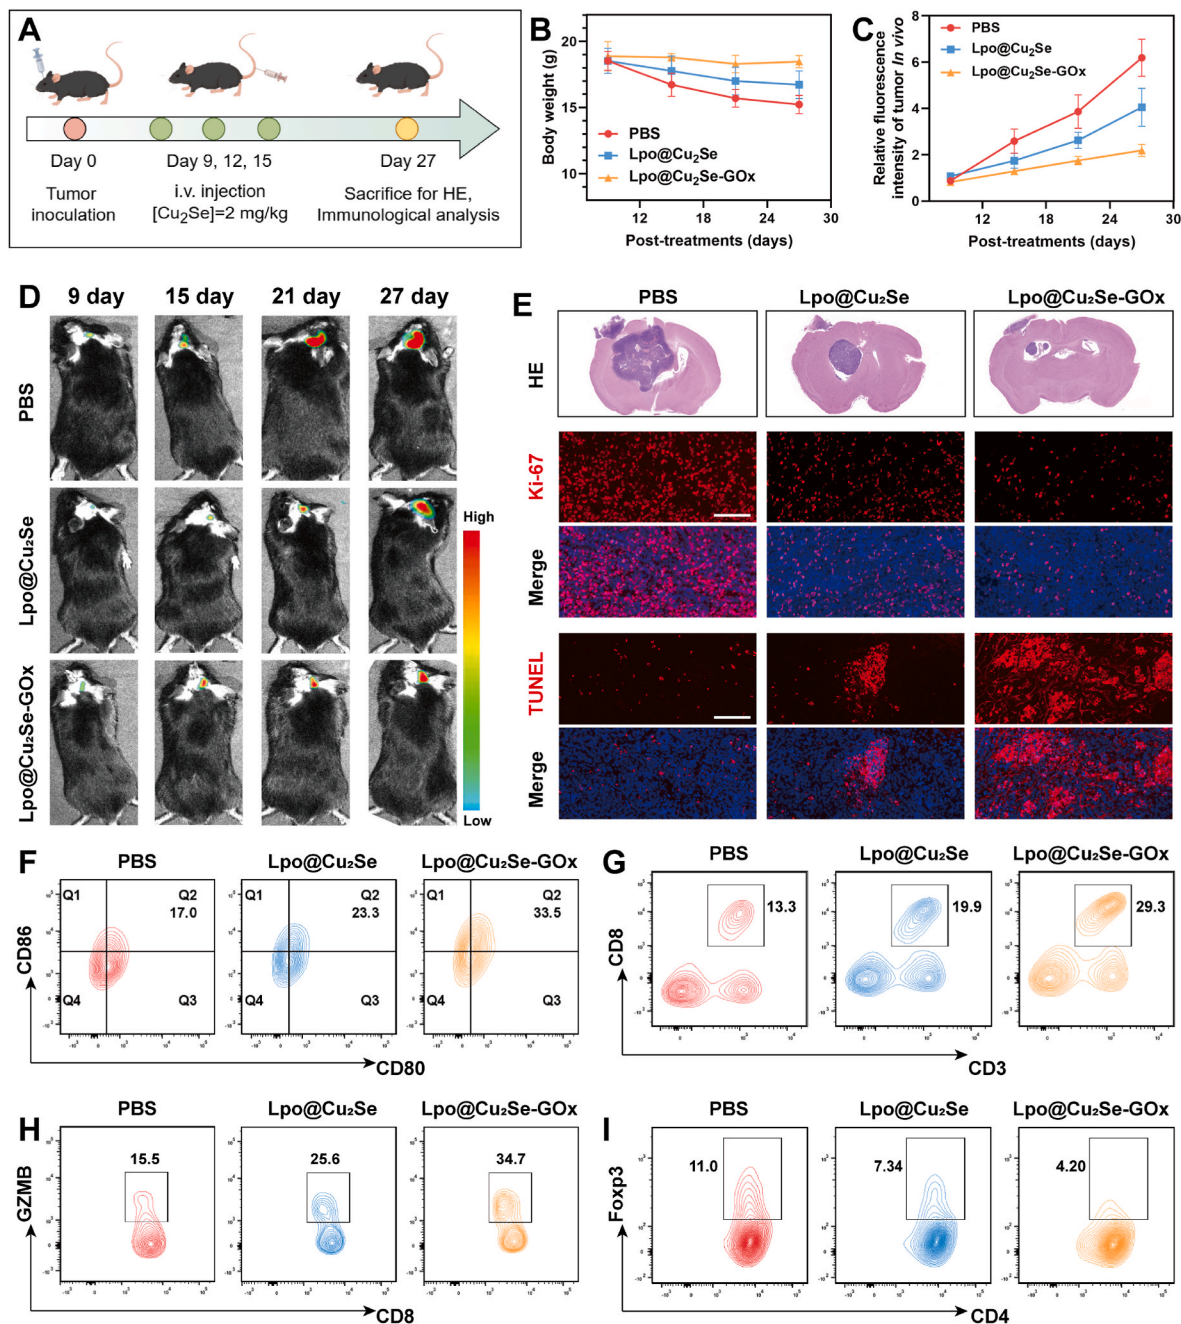 A
Day 0
Day 9, 12, 15
Day 27
Tumor
inoculation
i.v. injection
[Cu2Se]=2 mg/kg
Sacrifice for HE,
Immunological analysis
B
Body weight (g)
20
15
10
PBS
Lpo@Cu2Se
Lpo@Cu2Se-GOx
12 18 24 30
Post-treatments (days)
C
Relative fluorescence
intensity of tumor In vivo
8
6
4
2
0
PBS
Lpo@Cu2Se
Lpo@Cu2Se-GOx
12 18 24 30
Post-treatments (days)
D
9 day 15 day 21 day 27 day
PBS
Lpo@Cu₂Se
Lpo@Cu₂Se-GOx
High
Low
E
PBS Lpo@Cu₂Se Lpo@Cu₂Se-GOx
HE
Ki-67
Merge
TUNEL
Merge
F
PBS Lpo@Cu₂Se Lpo@Cu₂Se-GOx
CD86
Q1 Q2 Q1 Q2 Q1 Q2
17.0 23.3 33.5
Q4 Q3 Q4 Q3 Q4 Q3
CD80
G
PBS Lpo@Cu₂Se Lpo@Cu₂Se-GOx
CD8
13.3 19.9 29.3
CD3
H
PBS Lpo@Cu₂Se Lpo@Cu₂Se-GOx
GZMB
15.5 25.6 34.7
CD8
I
PBS Lpo@Cu₂Se Lpo@Cu₂Se-GOx
Foxp3
11.0 7.34 4.20
CD4